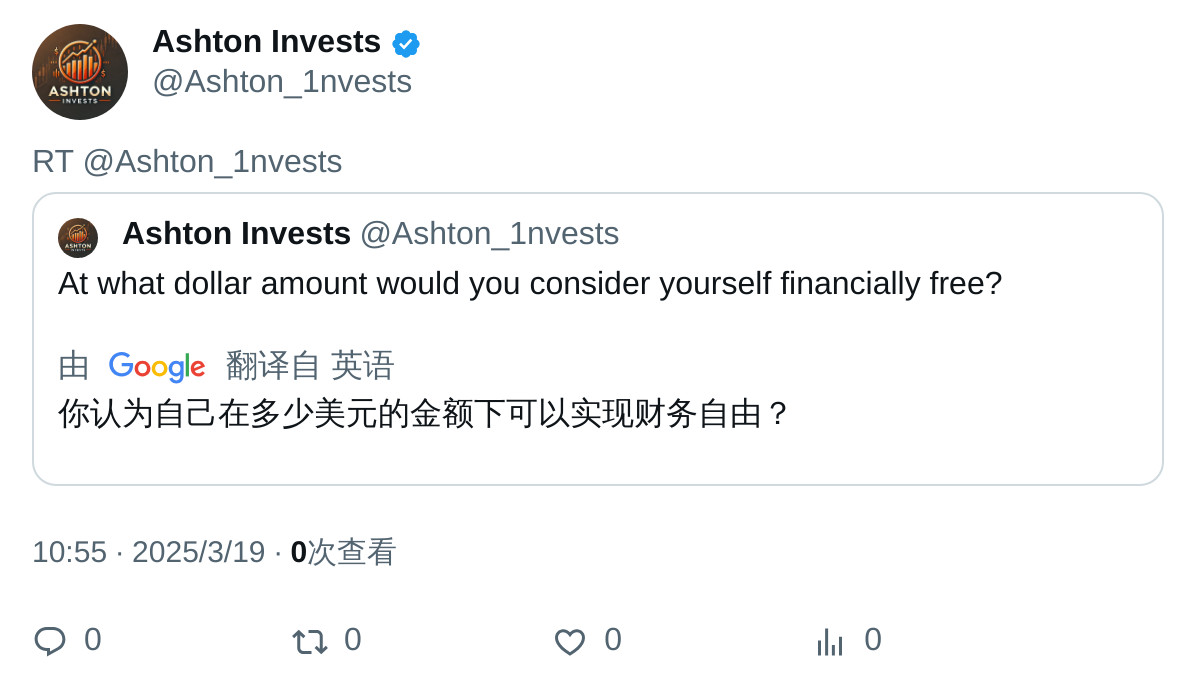 ASHTON
INVESTS
Ashton Invests
@Ashton_1nvests
RT @Ashton_1nvests
ASHTON
Ashton Invests @Ashton_1nvests
At what dollar amount would you consider yourself financially free?
由 Google 翻译自 英语
你认为自己在多少美元的金额下可以实现财务自由？
10:55 · 2025/3/19 · 0次查看
0 0 0 0